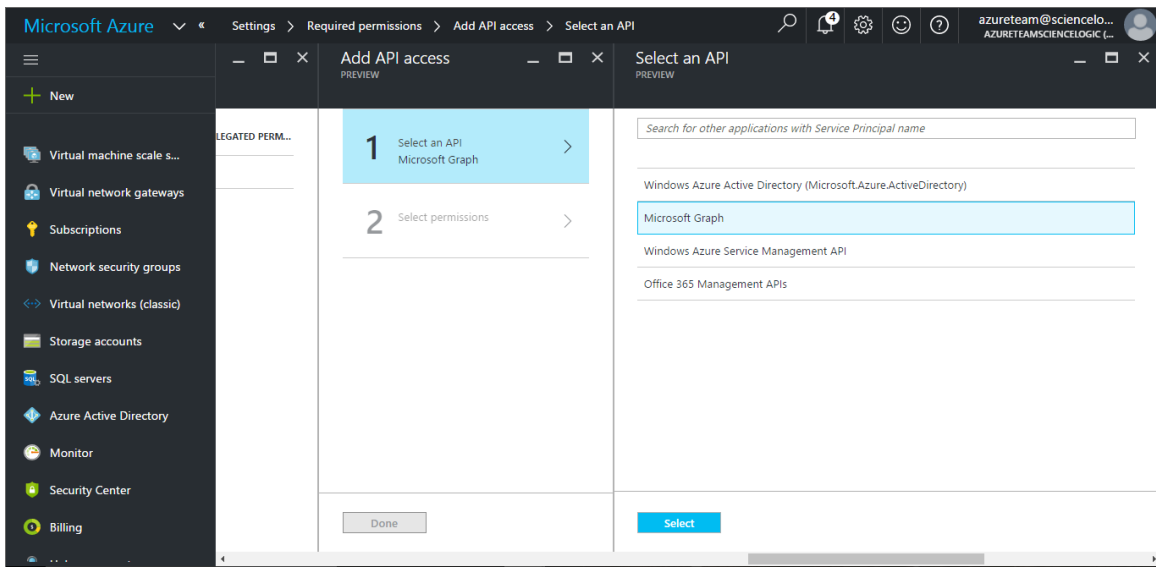 Microsoft Azure
Settings > Required permissions > Add API access > Select an API
4
azureteam@sciencelo...
AZURETEAMSCIENCELOGIC (...
New
Virtual machine scale s...
Virtual network gateways
Subscriptions
Network security groups
Virtual networks (classic)
Storage accounts
SQL servers
Azure Active Directory
Monitor
Security Center
Billing
LEGATED PERM...
Add API access
PREVIEW
1
Select an API
Microsoft Graph
2
Select permissions
Done
Select an API
PREVIEW
Search for other applications with Service Principal name
Windows Azure Active Directory (Microsoft.Azure.ActiveDirectory)
Microsoft Graph
Windows Azure Service Management API
Office 365 Management APIs
Select